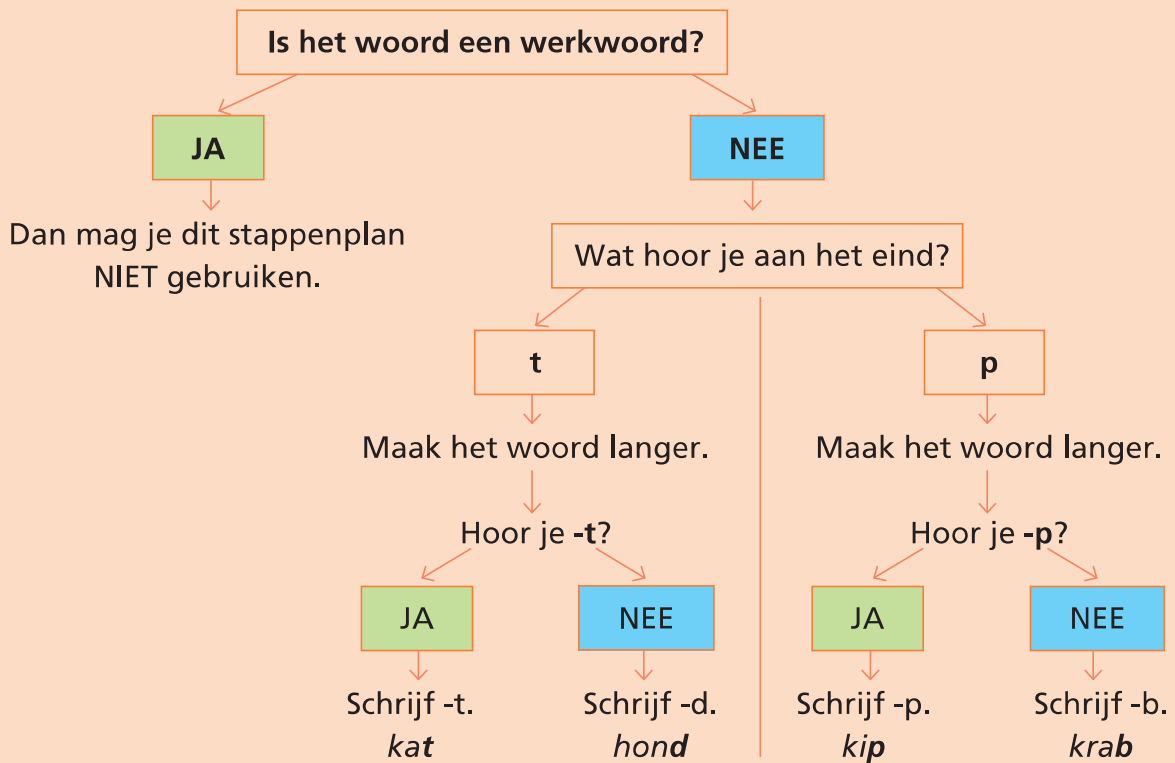 Is het woord een werkwoord?
JA
NEE
Dan mag je dit stappenplan
NIET gebruiken.
Wat hoor je aan het eind?
t
p
Maak het woord langer.
Maak het woord langer.
Hoor je -t?
Hoor je -p?
JA
NEE
JA
NEE
Schrijf -t.
kat
Schrijf -d.
hond
Schrijf -p.
kip
Schrijf -b.
krab